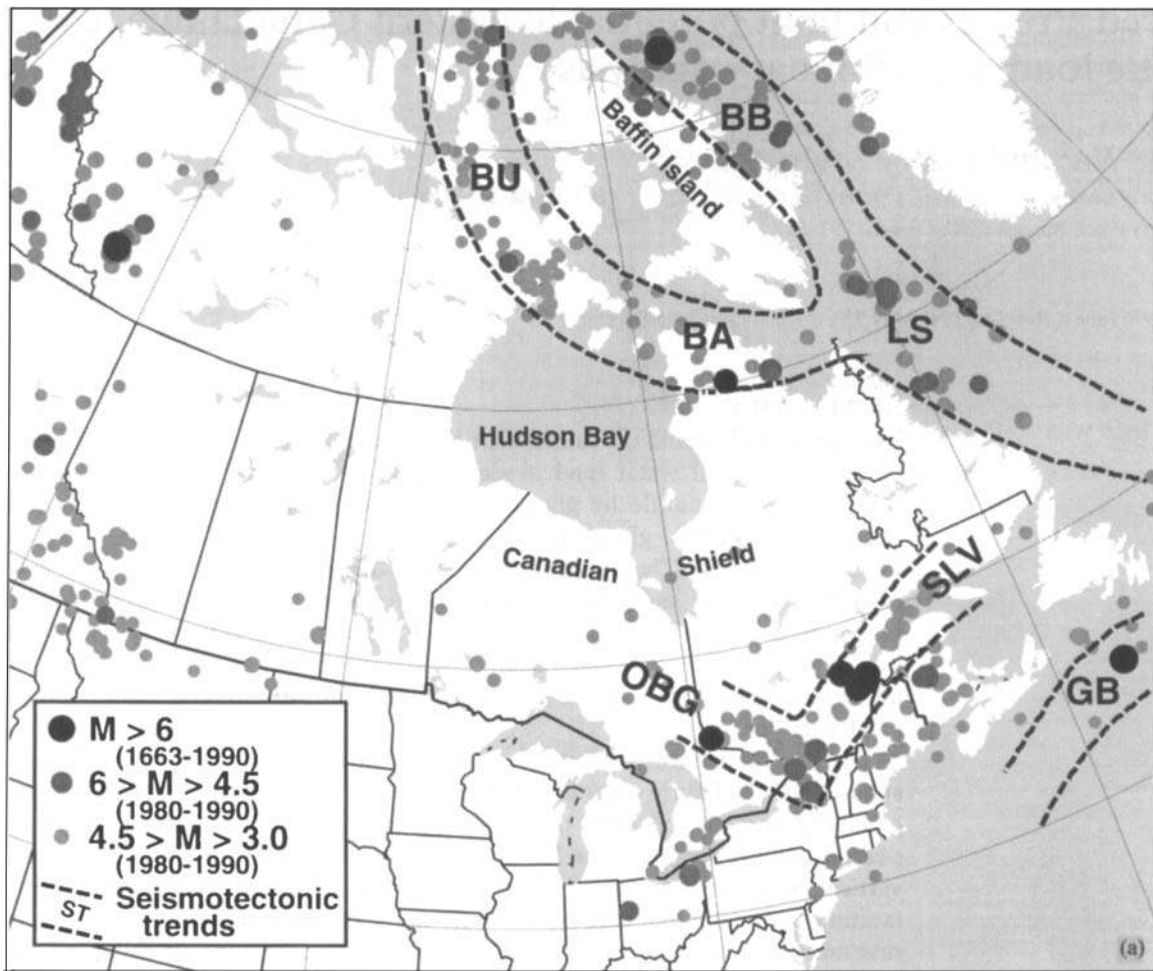 BB
Baffin Island
BU
LS
BA
Hudson Bay
Canadian Shield
SLV
OBG
GB
M > 6
(1663-1990)
6 > M > 4.5
(1980-1990)
4.5 > M > 3.0
(1980-1990)
ST Seismotectonic
trends
(a)